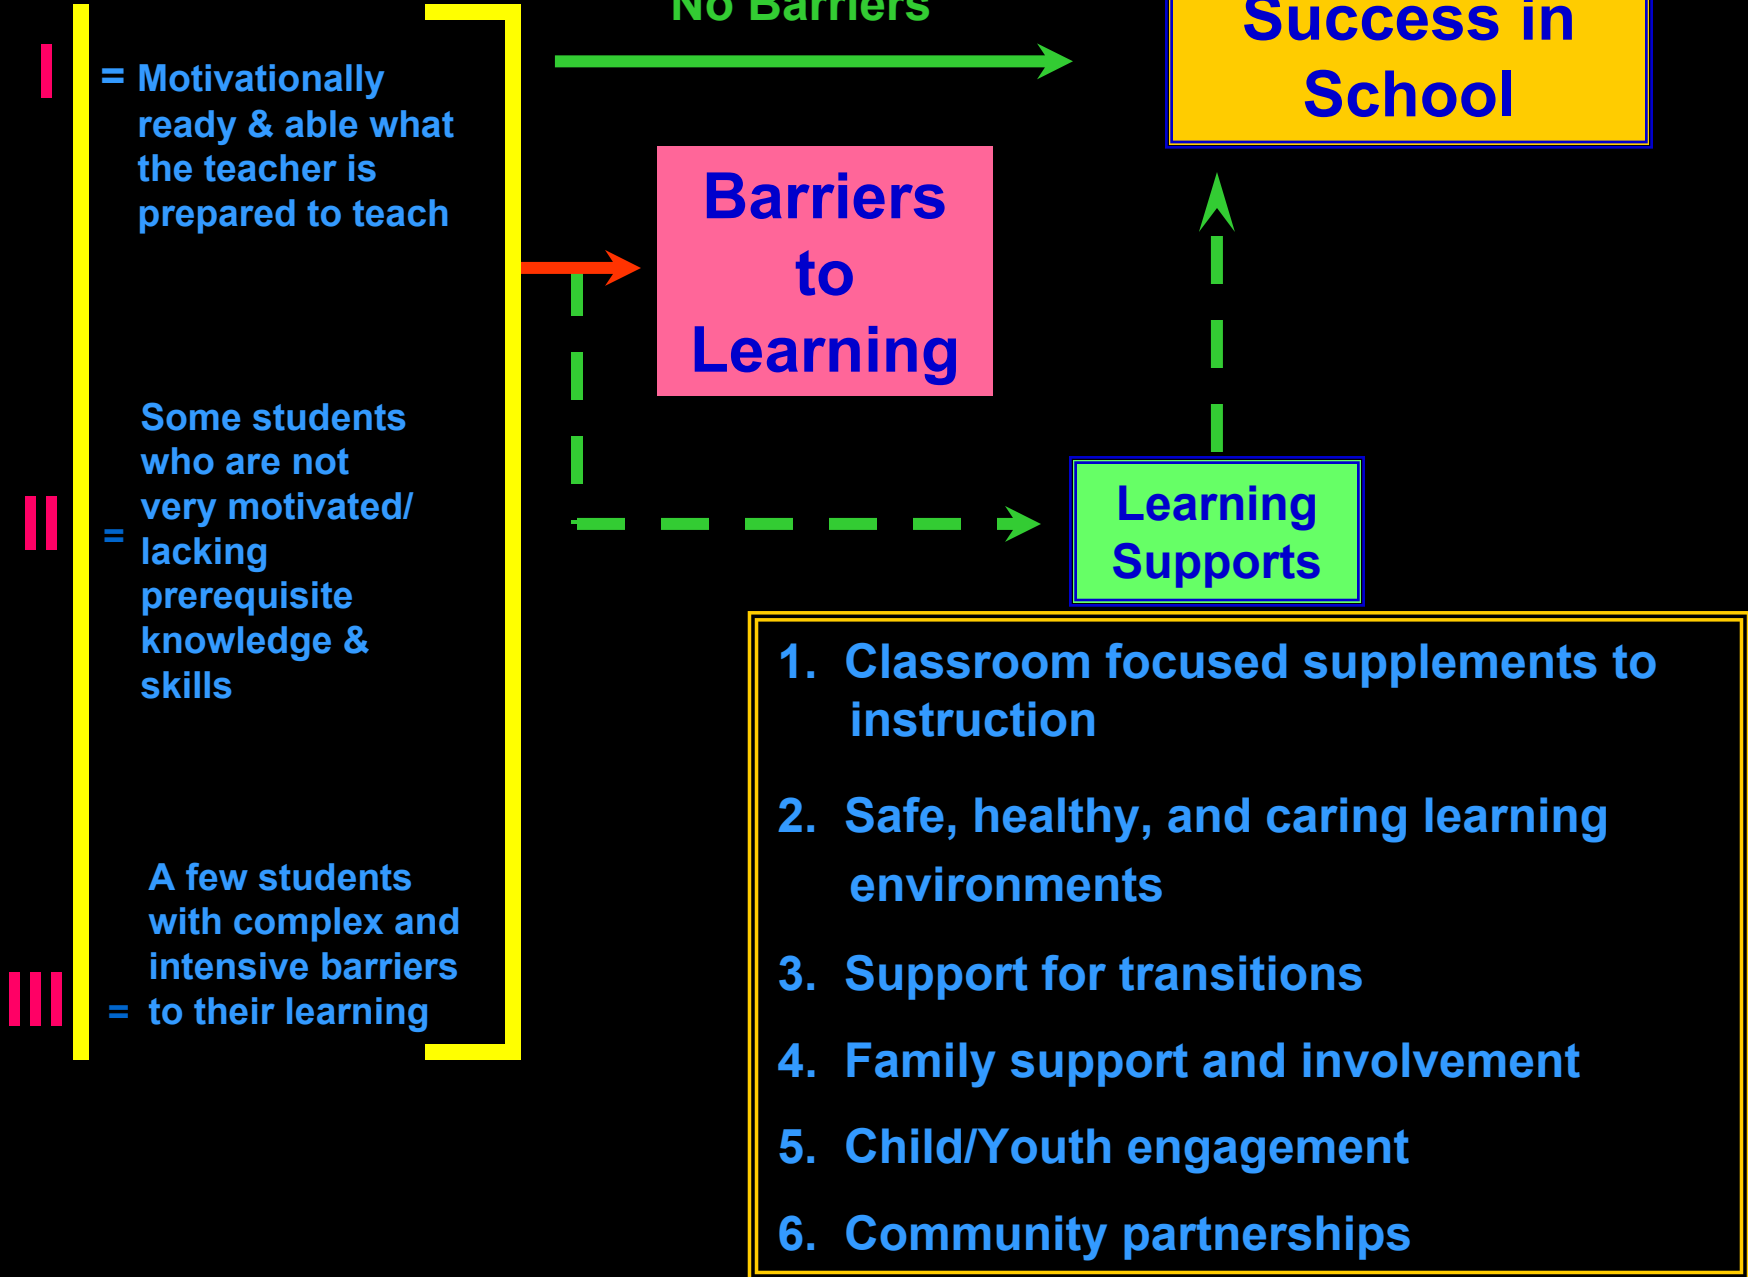 No Barriers
Success in
School
I
= Motivationally
ready & able what
the teacher is
prepared to teach
Barriers
to
Learning
II
=
Some students
who are not
very motivated/
lacking
prerequisite
knowledge &
skills
Learning
Supports
III
=
A few students
with complex and
intensive barriers
to their learning
1. Classroom focused supplements to
instruction
2. Safe, healthy, and caring learning
environments
3. Support for transitions
4. Family support and involvement
5. Child/Youth engagement
6. Community partnerships